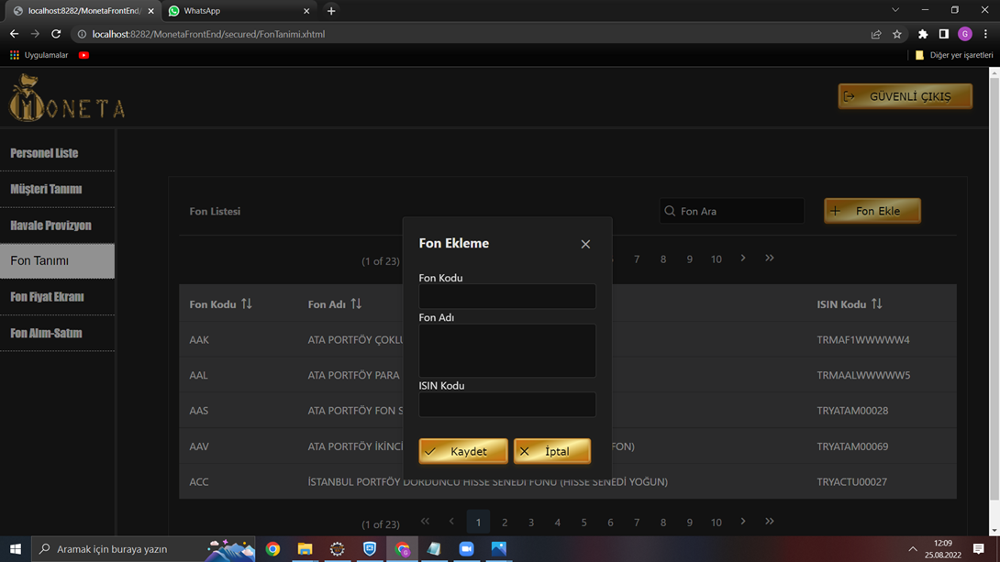 localhost:8282/MonetaFrontEnd/
WhatsApp
localhost:8282/MonetaFrontEnd/secured/FonTanimi.xhtml
G
Uygulamalar
Diğer yer işaretleri
MONETA
GÜVENLİ ÇIKIŞ
Personel Liste
Müşteri Tanımı
Havale Provizyon
Fon Tanımı
Fon Fiyat Ekranı
Fon Alım-Satım
Fon Listesi
Fon Ara
Fon Ekle
(1 of 23) 7 8 9 10
Fon Kodu Fon Adı ISIN Kodu
AAK ATA PORTFÖY ÇOKLU TRMAF1WWWWW4
AAL ATA PORTFÖY PARA TRMAALWWWWW5
AAS ATA PORTFÖY FON S TRYATAM00028
AAV ATA PORTFÖY İKİNCİ FON) TRYATAM00069
ACC İSTANBUL PORTFÖY DÖRDÜNCÜ HİSSE SENEDİ FONU (HİSSE SENEDİ YOĞUN) TRYACTU00027
(1 of 23) 1 2 3 4 5 6 7 8 9 10
Fon Ekleme
Fon Kodu
Fon Adı
ISIN Kodu
Kaydet
İptal
Aramak için buraya yazın
12:09
25.08.2022